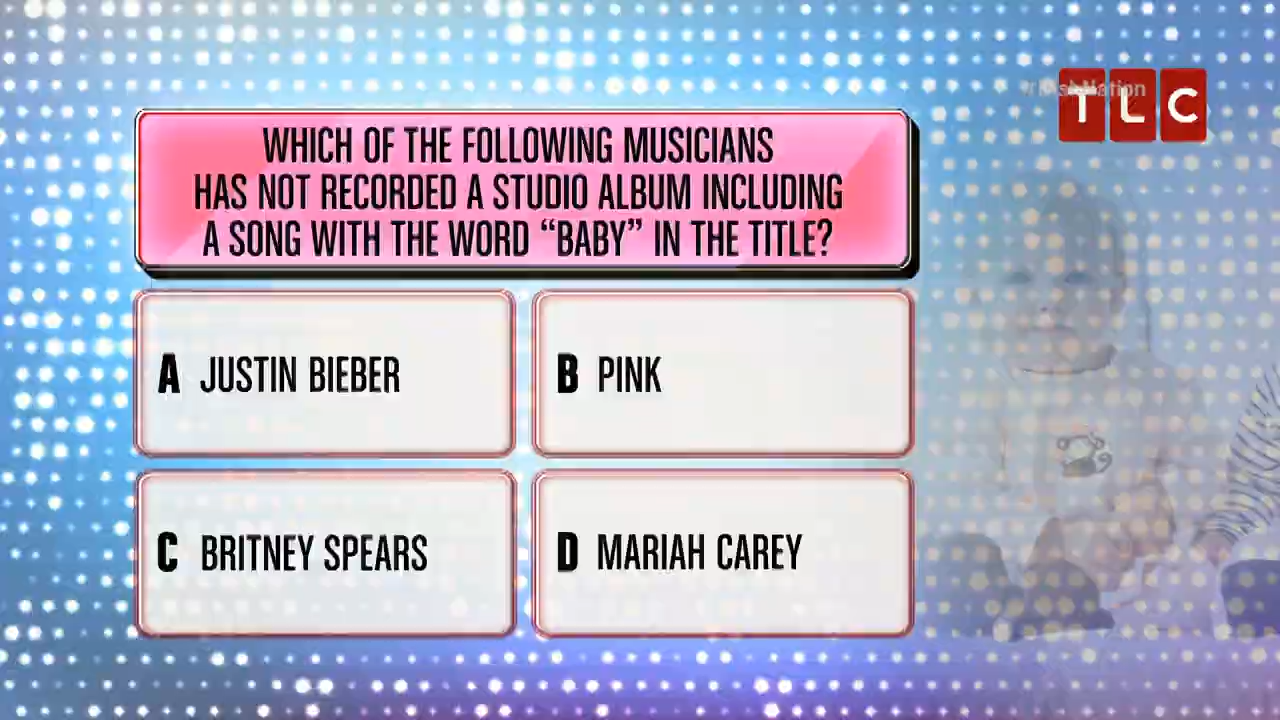 TLC
WHICH OF THE FOLLOWING MUSICIANS
HAS NOT RECORDED A STUDIO ALBUM INCLUDING
A SONG WITH THE WORD “BABY” IN THE TITLE?
A JUSTIN BIEBER
B PINK
C BRITNEY SPEARS
D MARIAH CAREY